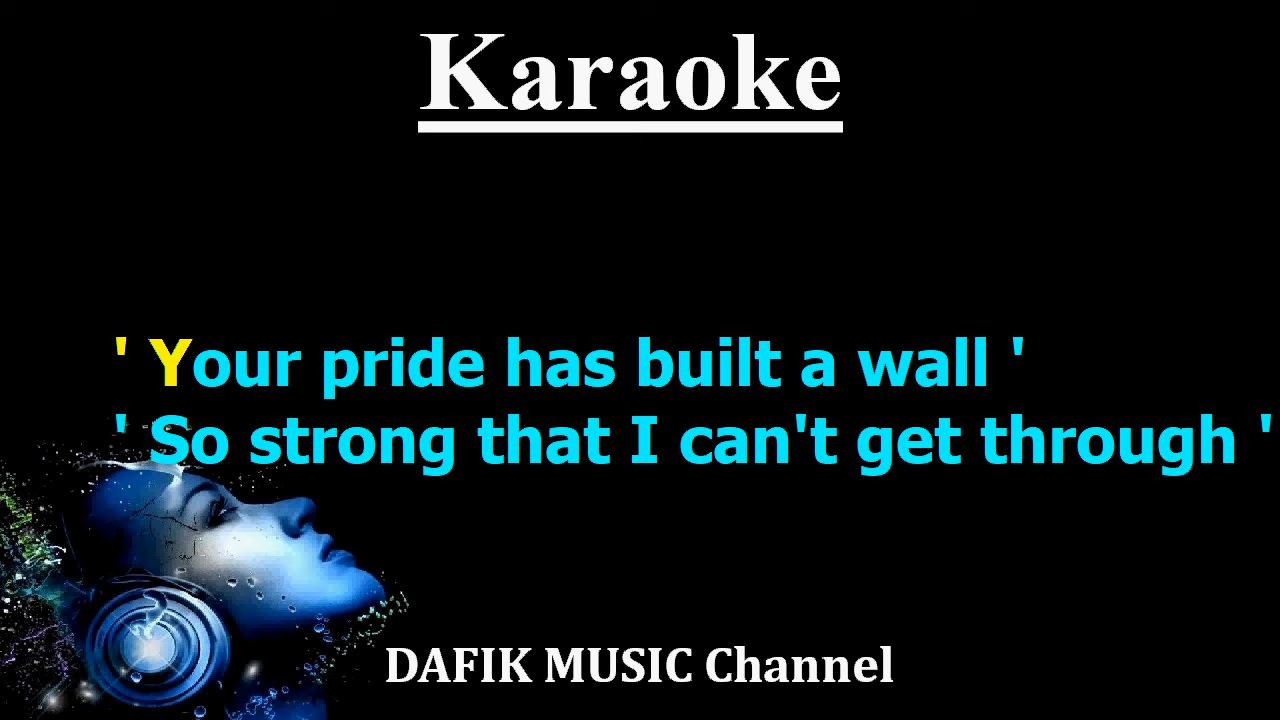 Karaoke
' Your pride has built a wall '
' So strong that I can't get through '
DAFIK MUSIC Channel